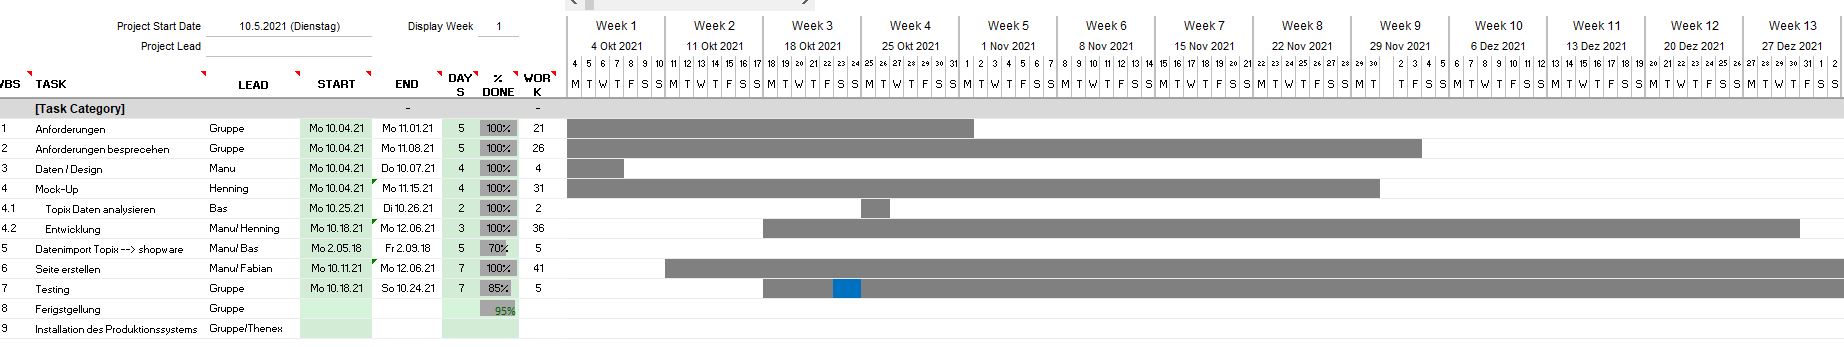 Project Start Date 10.5.2021 (Dienstag) Display Week 1 Week 1 Week 2 Week 3 Week 4 Week 5 Week 6 Week 7 Week 8 Week 9 Week 10 Week 11 Week 12 Week 13
Project Lead 4 Okt 2021 11 Okt 2021 18 Okt 2021 25 Okt 2021 1 Nov 2021 8 Nov 2021 15 Nov 2021 22 Nov 2021 29 Nov 2021 6 Dez 2021 13 Dez 2021 20 Dez 2021 27 Dez 2021
4 5 6 7 8 9 10 11 12 13 14 15 16 17 18 19 20 21 22 23 24 25 26 27 28 29 30 31 1 2 3 4 5 6 7 8 9 10 11 12 13 14 15 16 17 18 19 20 21 22 23 24 25 26 27 28 29 30 2 3 4 5 6 7 8 9 10 11 12 13 14 15 16 17 18 19 20 21 22 23 24 25 26 27 28 29 30 31 1 2
WBS TASK LEAD START END DAYS % DONE WORK M T W T F S S M T W T F S S M T W T F S S M T W T F S S M T W T F S S M T W T F S S M T W T F S S M T W T F S S M T T F S S M T W T F S S M T W T F S S M T W T F S S M T W T F S S
[Task Category] - -
1 Anforderungen Gruppe Mo 10.04.21 Mo 11.01.21 5 100% 21
2 Anforderungen besprecehen Gruppe Mo 10.04.21 Mo 11.08.21 5 100% 26
3 Daten / Design Manu Mo 10.04.21 Do 10.07.21 4 100% 4
4 Mock-Up Henning Mo 10.04.21 Mo 11.15.21 4 100% 31
4.1 Topix Daten analysieren Bas Mo 10.25.21 Di 10.26.21 2 100% 2
4.2 Entwicklung Manu/ Henning Mo 10.18.21 Mo 12.06.21 3 100% 36
5 Datenimport Topix --> shopware Manu/ Bas Mo 2.05.18 Fr 2.09.18 5 70% 5
6 Seite erstellen Manu/ Fabian Mo 10.11.21 Mo 12.06.21 7 100% 41
7 Testing Gruppe Mo 10.18.21 So 10.24.21 7 85% 5
8 Ferigstgellung Gruppe 95%
9 Installation des Produktionssystems Gruppe/Thenex